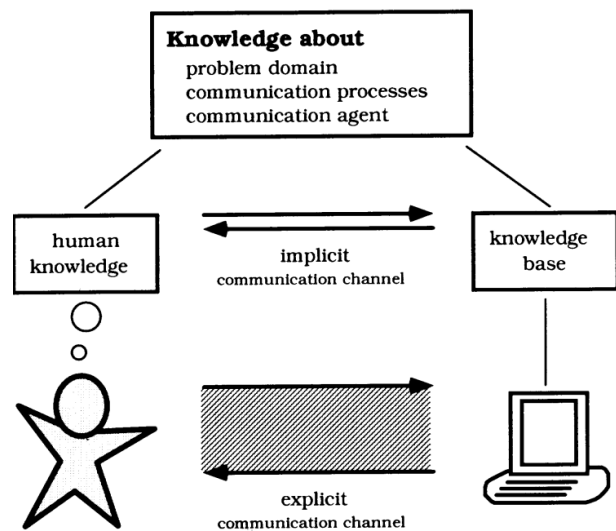 Knowledge about
problem domain
communication processes
communication agent
human
knowledge
implicit
communication channel
knowledge
base
explicit
communication channel